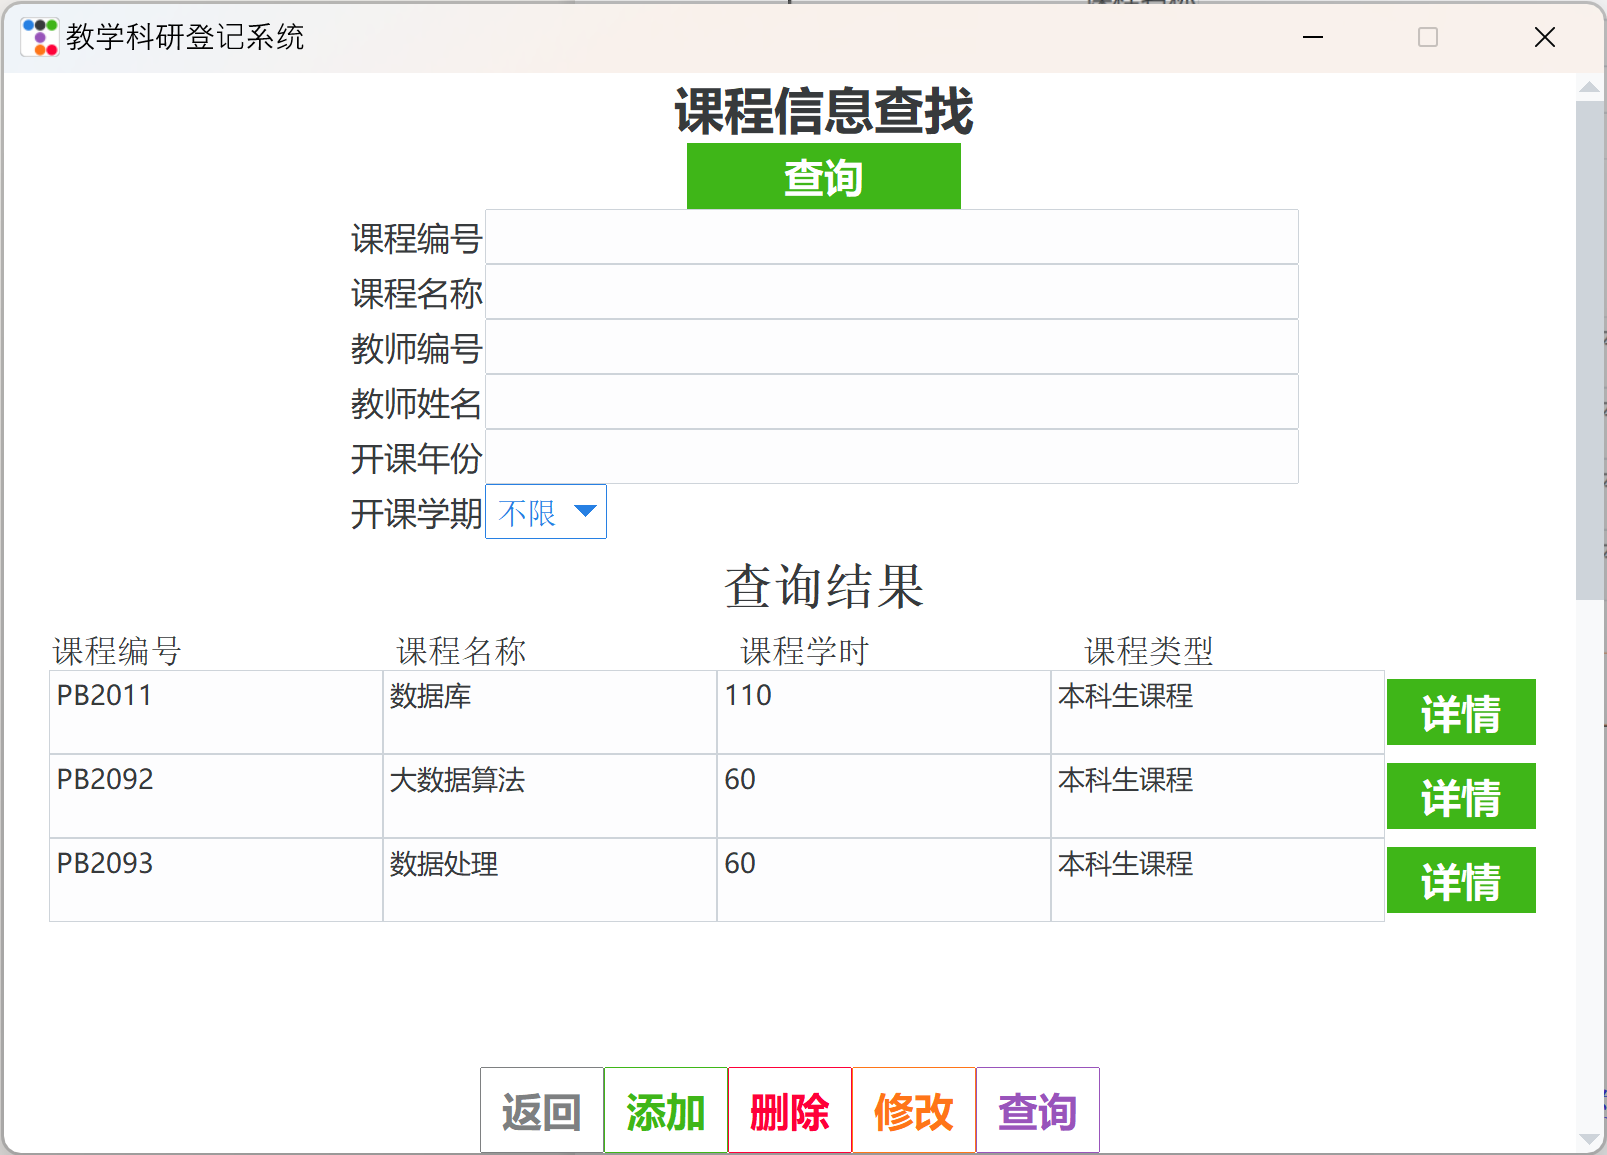 教学科研登记系统
课程信息查找
查询
课程编号
课程名称
教师编号
教师姓名
开课年份
开课学期 不限
查询结果
课程编号 课程名称 课程学时 课程类型
PB2011 数据库 110 本科生课程 详情
PB2092 大数据算法 60 本科生课程 详情
PB2093 数据处理 60 本科生课程 详情
返回 添加 删除 修改 查询